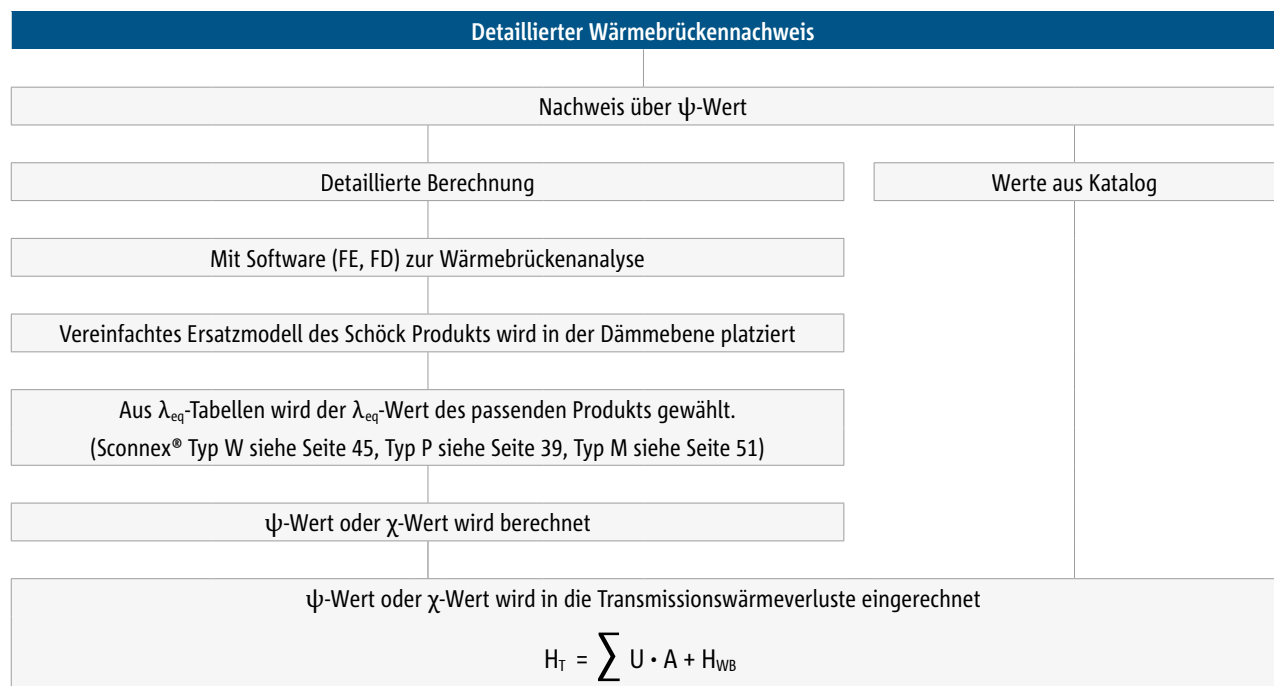 Detaillierter Wärmebrückennachweis
Nachweis über ψ-Wert
Detaillierte Berechnung
Werte aus Katalog
Mit Software (FE, FD) zur Wärmebrückenanalyse
Vereinfachtes Ersatzmodell des Schöck Produkts wird in der Dämmebene platziert
Aus λeq-Tabellen wird der λeq-Wert des passenden Produkts gewählt.
(Sconnex® Typ W siehe Seite 45, Typ P siehe Seite 39, Typ M siehe Seite 51)
ψ-Wert oder χ-Wert wird berechnet
ψ-Wert oder χ-Wert wird in die Transmissionswärmeverluste eingerechnet
HT = ∑ U · A + HWB